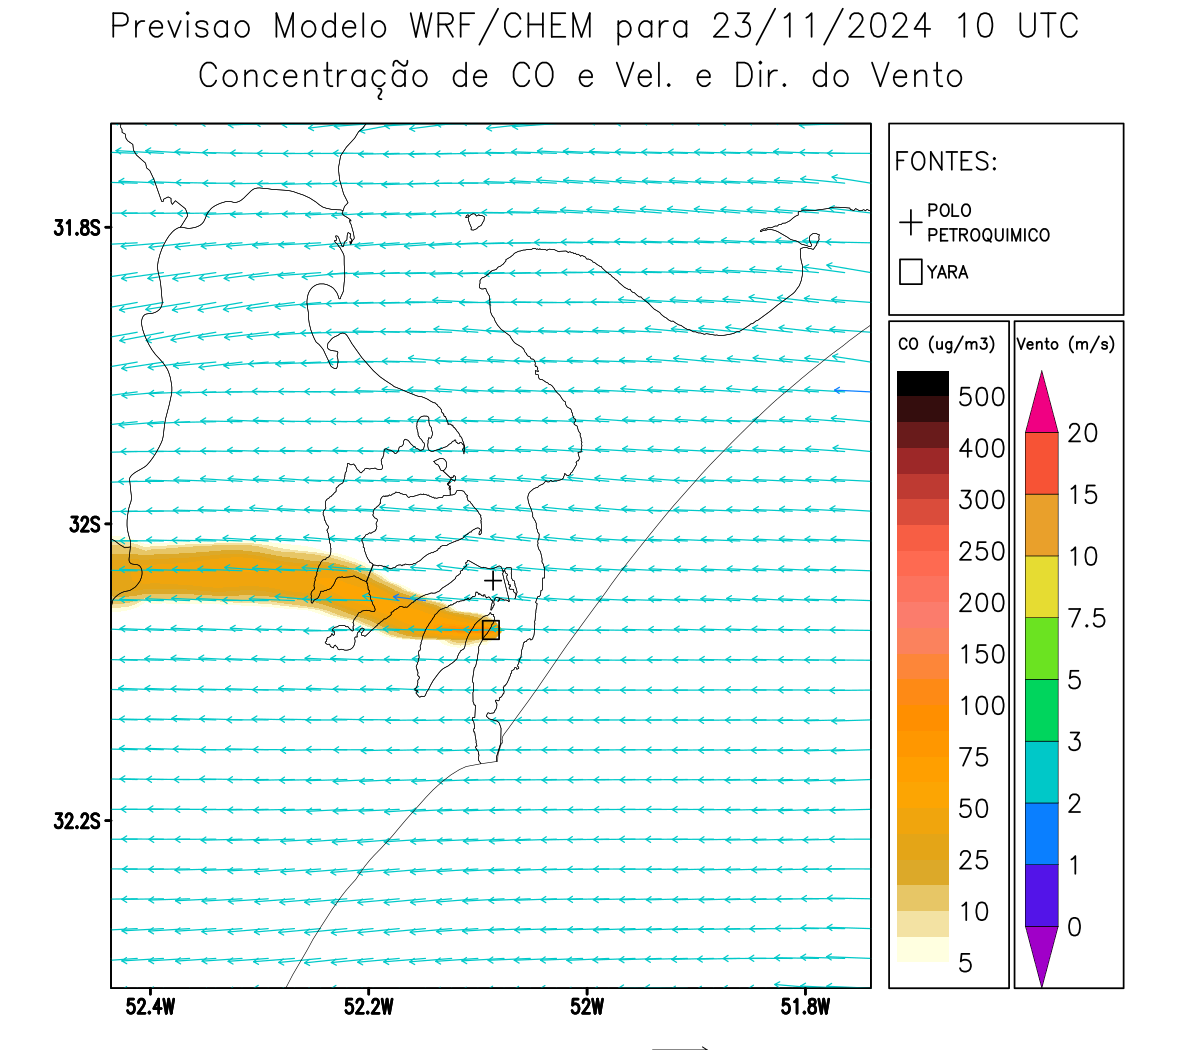 Previsao Modelo WRF/CHEM para 23/11/2024 10 UTC
Concentração de CO e Vel. e Dir. do Vento
FONTES:
POLO
PETROQUIMICO
YARA
31.8S
32S
32.2S
52.4W
52.2W
52W
51.8W
CO (ug/m3)
500
400
300
250
200
150
100
75
50
25
10
5
Vento (m/s)
20
15
10
7.5
5
3
2
1
0